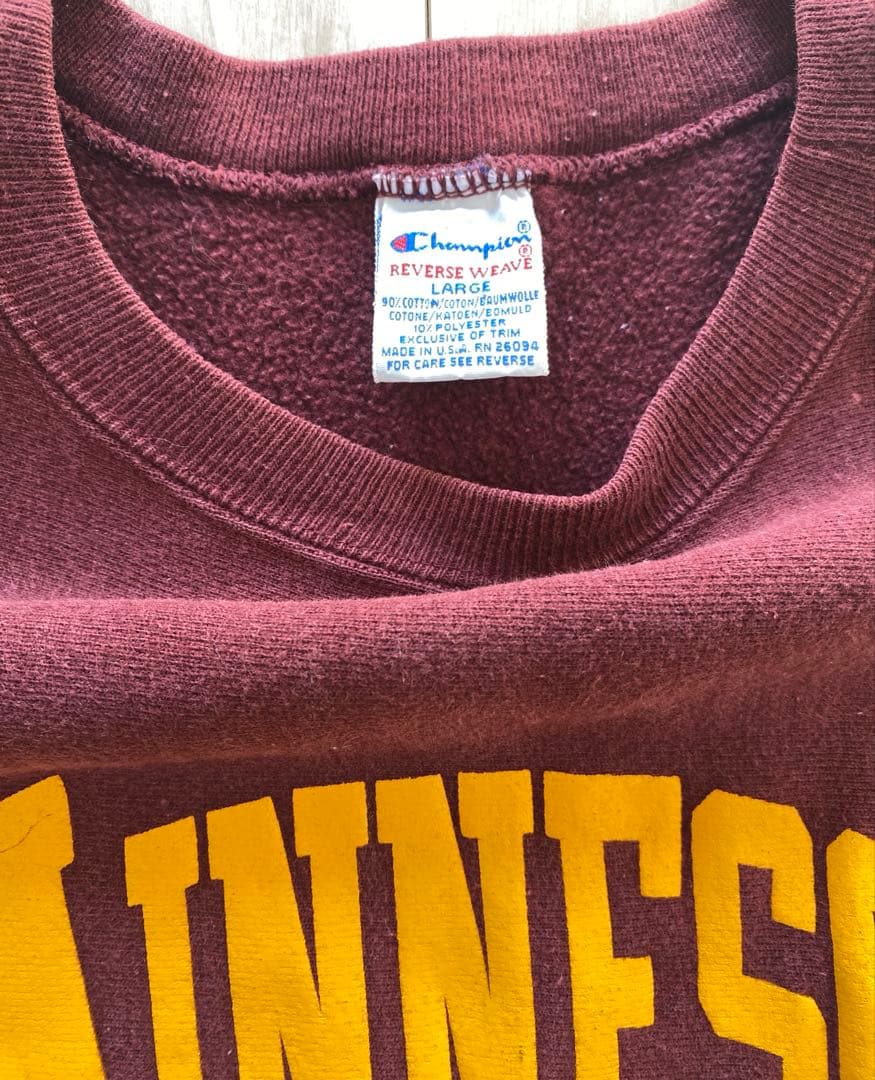 Champion®
®
REVERSE WEAVE
LARGE
90% COTTON/COTON/BAUMWOLLE
COTONE/KATOEN/BOMULD
10% POLYESTER
EXCLUSIVE OF TRIM
MADE IN U.S.A. RN 26094
FOR CARE SEE REVERSE
MINNESO